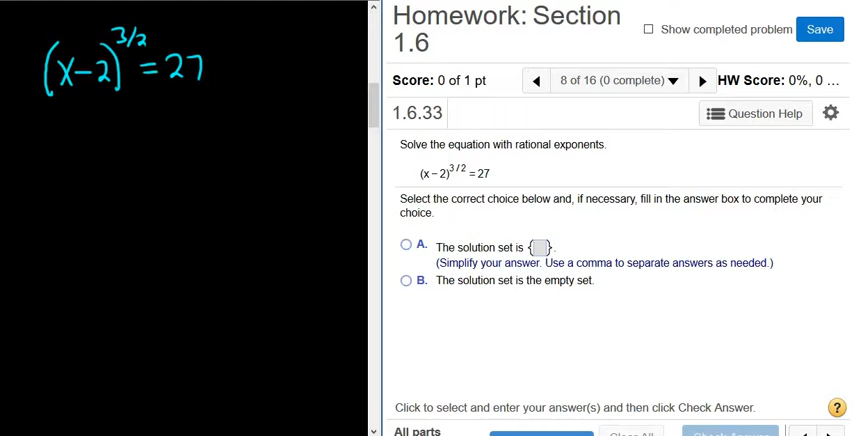 (x-2)^3/2 = 27
Homework: Section 1.6
Show completed problem
Save
Score: 0 of 1 pt
8 of 16 (0 complete)
HW Score: 0%, 0 ...
1.6.33
Question Help
Solve the equation with rational exponents.
(x – 2)^3/2 = 27
Select the correct choice below and, if necessary, fill in the answer box to complete your
choice.
A. The solution set is { }.
(Simplify your answer. Use a comma to separate answers as needed.)
B. The solution set is the empty set.
Click to select and enter your answer(s) and then click Check Answer.
?
All parts
Clear All
Check Answer